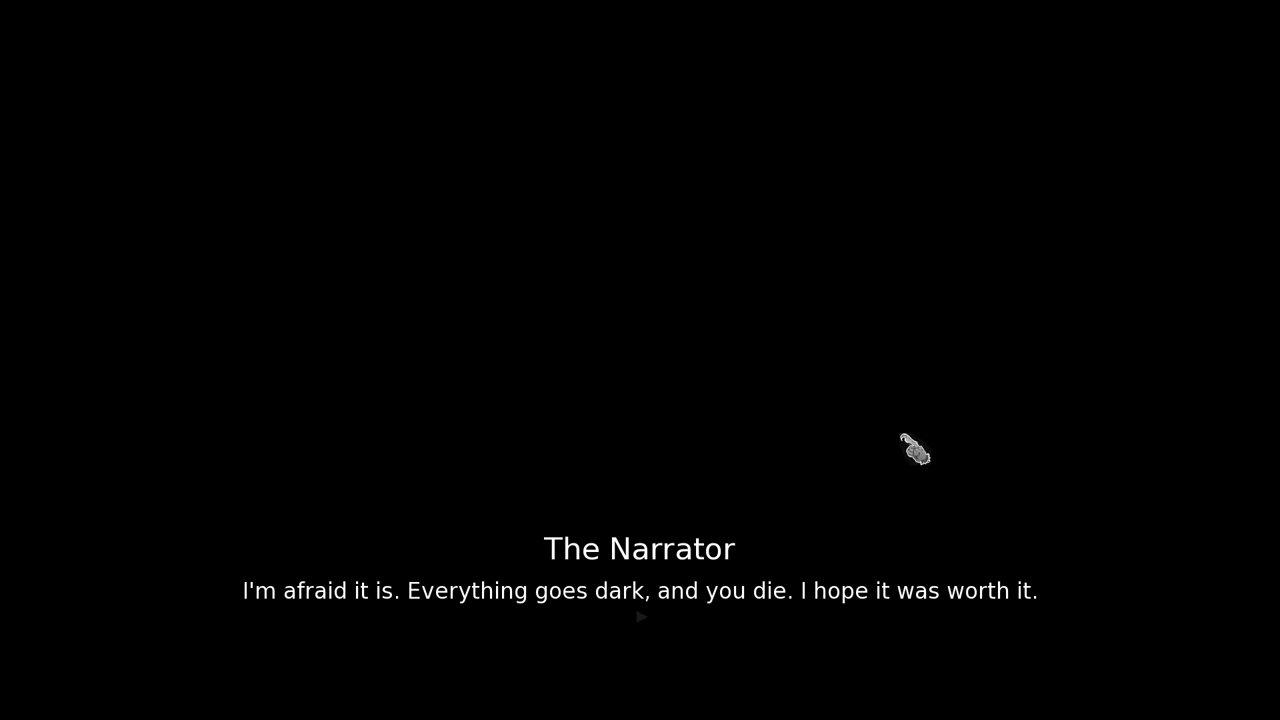 The Narrator
I'm afraid it is. Everything goes dark, and you die. I hope it was worth it.